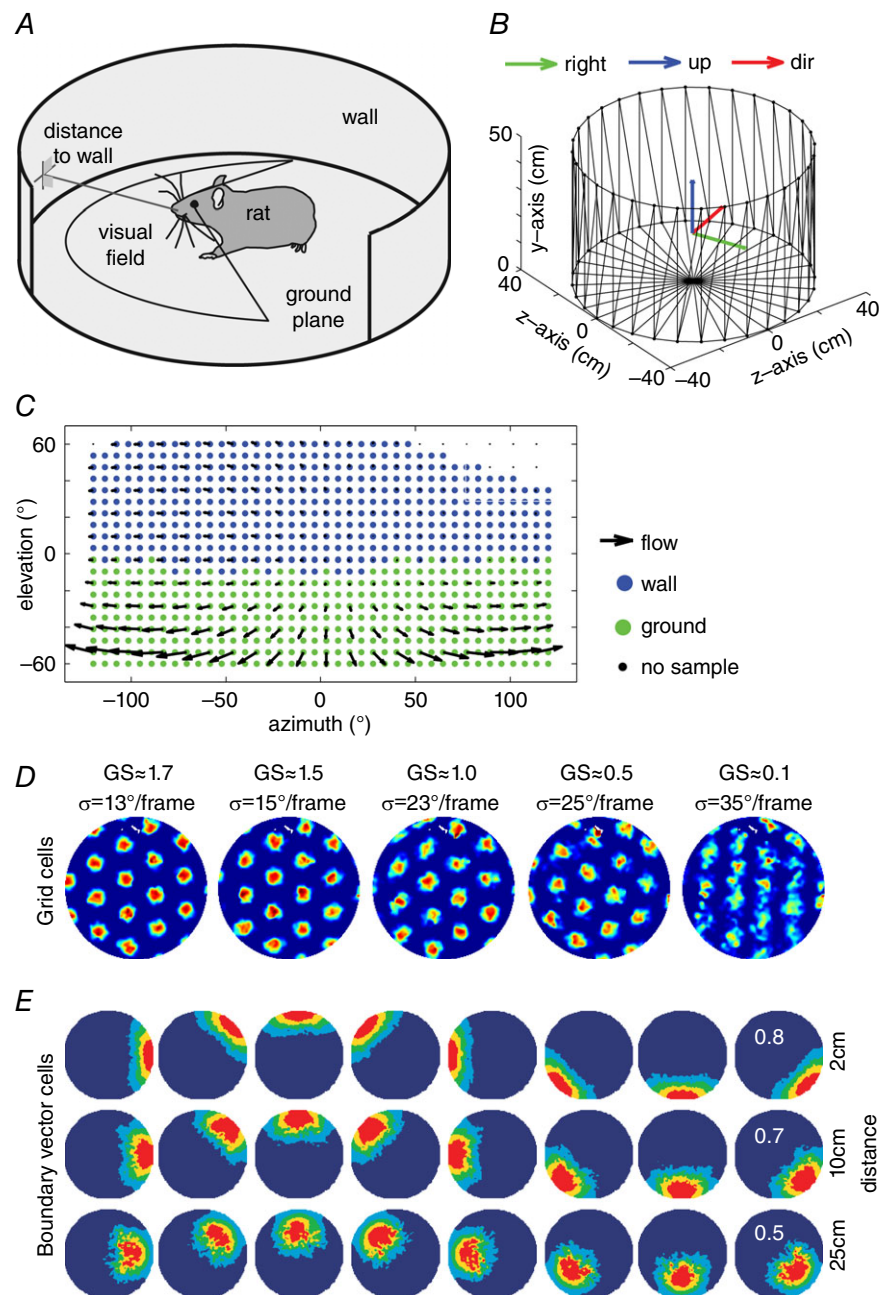 A
wall
distance
to wall
rat
visual
field
ground
plane
B
right up dir
50
y–axis (cm)
0
40
z–axis (cm)
0
–40
–40
0
40
z–axis (cm)
C
60
0
–60
elevation (°)
–100 –50 0 50 100
azimuth (°)
flow
wall
ground
no sample
D
GS≈1.7 GS≈1.5 GS≈1.0 GS≈0.5 GS≈0.1
σ=13°/frame σ=15°/frame σ=23°/frame σ=25°/frame σ=35°/frame
Grid cells
E
Boundary vector cells
0.8
2cm
0.7
10cm
distance
0.5
25cm